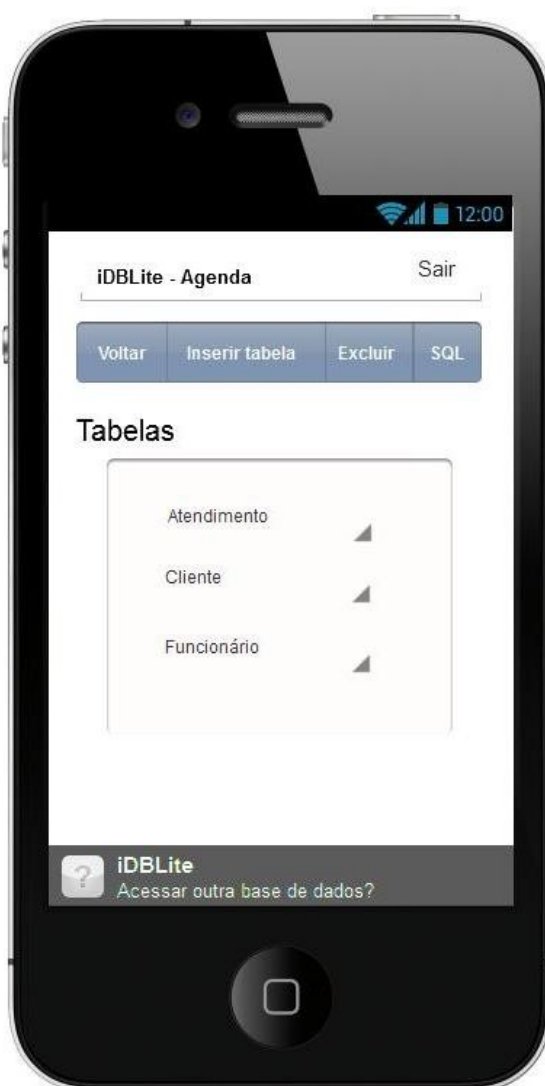 12:00
iDBLite - Agenda Sair
Voltar Inserir tabela Excluir SQL
Tabelas
Atendimento
Cliente
Funcionário
?
iDBLite
Acessar outra base de dados?